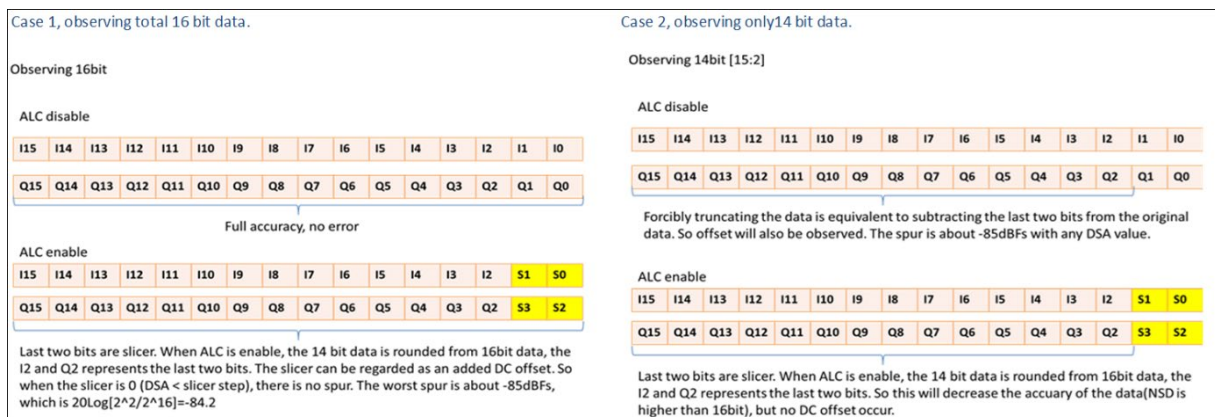 Case 1, observing total 16 bit data.
Observing 16bit
ALC disable
I15 I14 I13 I12 I11 I10 I9 I8 I7 I6 I5 I4 I3 I2 I1 I0
Q15 Q14 Q13 Q12 Q11 Q10 Q9 Q8 Q7 Q6 Q5 Q4 Q3 Q2 Q1 Q0
Full accuracy, no error
ALC enable
I15 I14 I13 I12 I11 I10 I9 I8 I7 I6 I5 I4 I3 I2 S1 S0
Q15 Q14 Q13 Q12 Q11 Q10 Q9 Q8 Q7 Q6 Q5 Q4 Q3 Q2 S3 S2
Last two bits are slicer. When ALC is enable, the 14 bit data is rounded from 16bit data, the
I2 and Q2 represents the last two bits. The slicer can be regarded as an added DC offset. So
when the slicer is 0 (DSA < slicer step), there is no spur. The worst spur is about -85dBFs,
which is 20Log[2^2/2^16]=-84.2
Case 2, observing only14 bit data.
Observing 14bit [15:2]
ALC disable
I15 I14 I13 I12 I11 I10 I9 I8 I7 I6 I5 I4 I3 I2 I1 I0
Q15 Q14 Q13 Q12 Q11 Q10 Q9 Q8 Q7 Q6 Q5 Q4 Q3 Q2 Q1 Q0
Forcibly truncating the data is equivalent to subtracting the last two bits from the original
data. So offset will also be observed. The spur is about -85dBFs with any DSA value.
ALC enable
I15 I14 I13 I12 I11 I10 I9 I8 I7 I6 I5 I4 I3 I2 S1 S0
Q15 Q14 Q13 Q12 Q11 Q10 Q9 Q8 Q7 Q6 Q5 Q4 Q3 Q2 S3 S2
Last two bits are slicer. When ALC is enable, the 14 bit data is rounded from 16bit data, the
I2 and Q2 represents the last two bits. So this will decrease the accuary of the data(NSD is
higher than 16bit), but no DC offset occur.